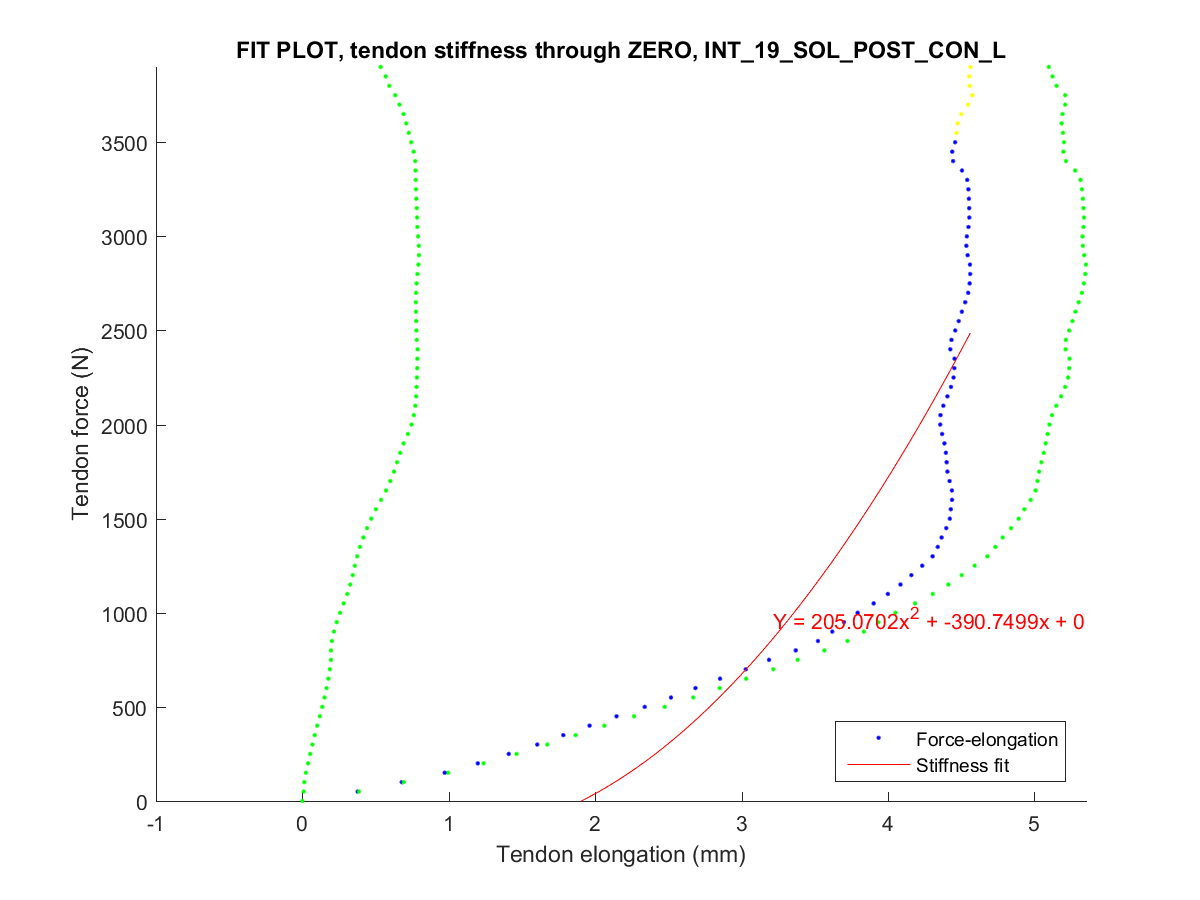 FIT PLOT, tendon stiffness through ZERO, INT_19_SOL_POST_CON_L
Tendon force (N)
3500
3000
2500
2000
1500
1000
500
0
Y = 205.0702x² + -390.7499x + 0
Force-elongation
Stiffness fit
-1 0 1 2 3 4 5
Tendon elongation (mm)